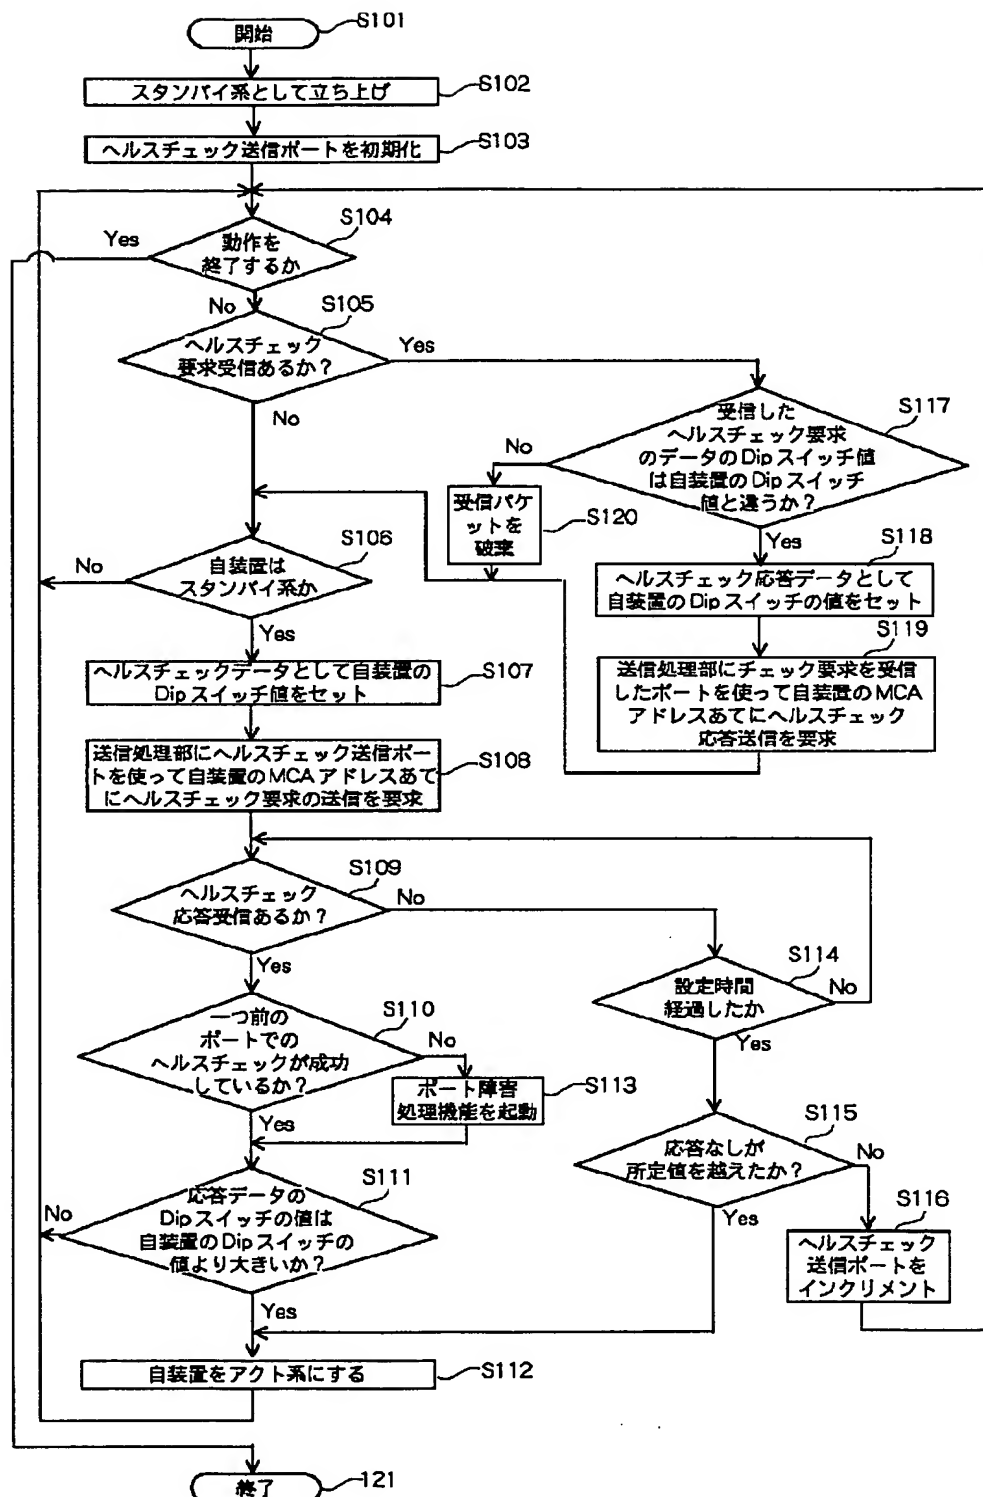 開始
S101
スタンバイ系として立ち上げ
S102
ヘルスチェック送信ポートを初期化
S103
S104
Yes
動作を
終了するか
No
S105
ヘルスチェック
要求受信あるか?
Yes
No
受信した
ヘルスチェック要求
のデータのDipスイッチ値
は自装置のDipスイッチ
値と違うか?
S117
No
受信パケ
ットを
破棄
S120
Yes
S118
ヘルスチェック応答データとして
自装置のDipスイッチの値をセット
S119
送信処理部にチェック要求を受信
したポートを使って自装置のMCA
アドレスあてにヘルスチェック
応答送信を要求
S106
No
自装置は
スタンバイ系か
Yes
ヘルスチェックデータとして自装置の
Dipスイッチ値をセット
S107
送信処理部にヘルスチェック送信ポー
トを使って自装置のMCAアドレスあて
にヘルスチェック要求の送信を要求
S108
S109
ヘルスチェック
応答受信あるか?
No
Yes
S114
設定時間
経過したか
No
Yes
一つ前の
ポートでの
ヘルスチェックが成功
しているか?
S110
No
ポート障害
処理機能を起動
S113
Yes
S115
応答なしが
所定値を越えたか?
No
Yes
S116
ヘルスチェック
送信ポートを
インクリメント
S111
No
応答データの
Dipスイッチの値は
自装置のDipスイッチの
値より大きいか?
Yes
自装置をアクト系にする
S112
終了
121